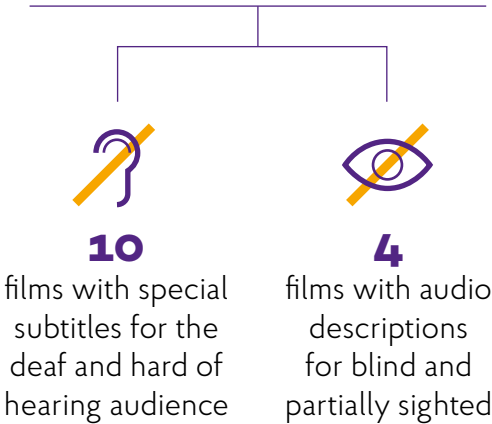 10
films with special
subtitles for the
deaf and hard of
hearing audience
4
films with audio
descriptions
for blind and
partially sighted